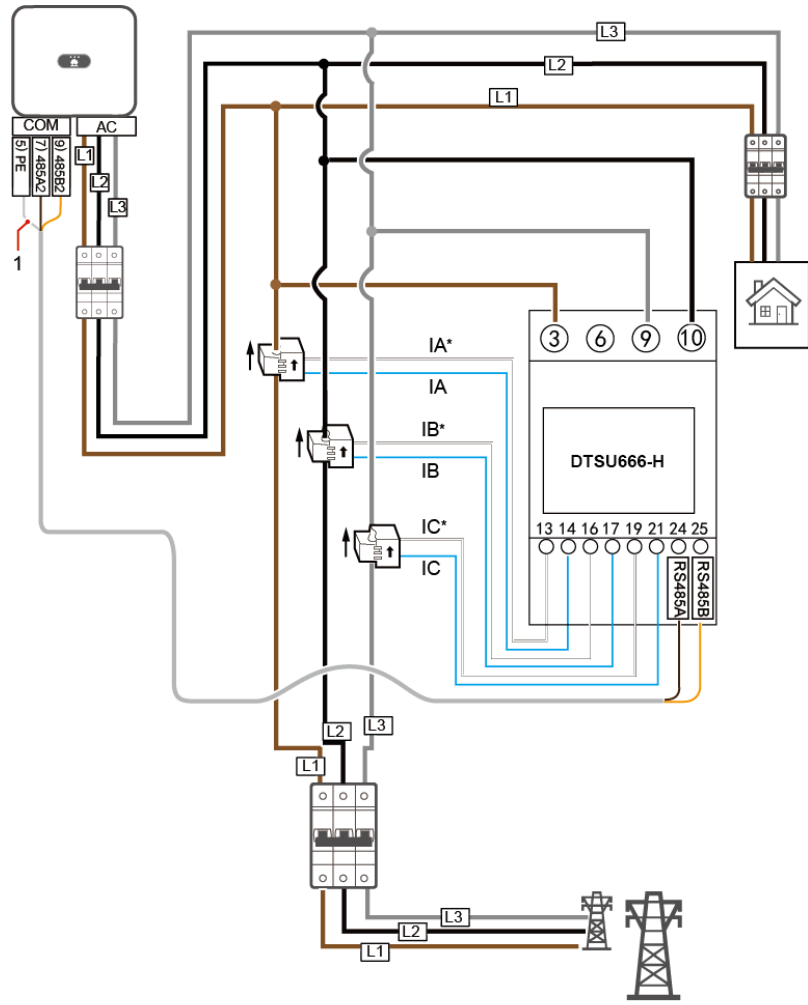 L3
L2
L1
COM
AC
5) PE
7) 485A2
9) 485B2
L1
L2
L3
1
3
6
9
10
IA*
IA
IB*
IB
IC*
IC
DTSU666-H
13 14 16 17 19 21 24 25
RS485A
RS485B
L3
L2
L1
L3
L2
L1